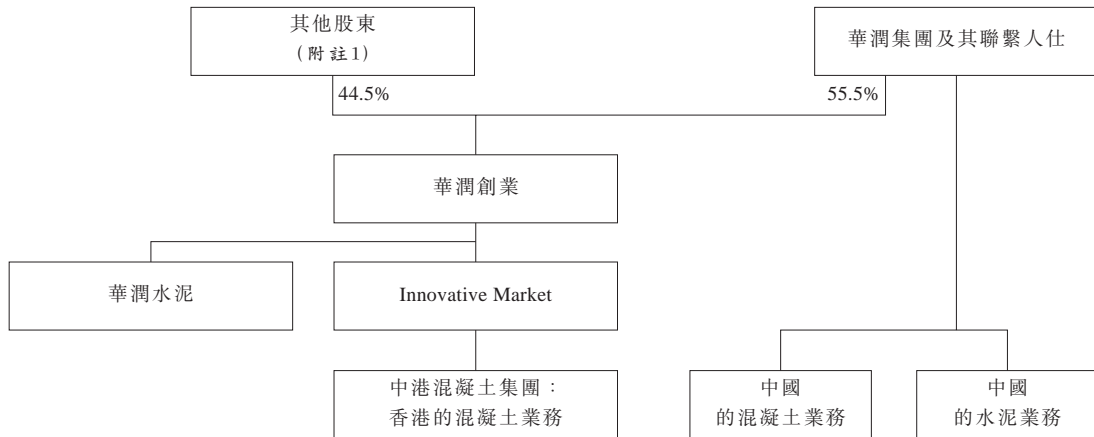 其他股東
（附註1）
華潤集團及其聯繫人仕
44.5%
55.5%
華潤創業
華潤水泥
Innovative Market
中港混凝土集團：
香港的混凝土業務
中國
的混凝土業務
中國
的水泥業務